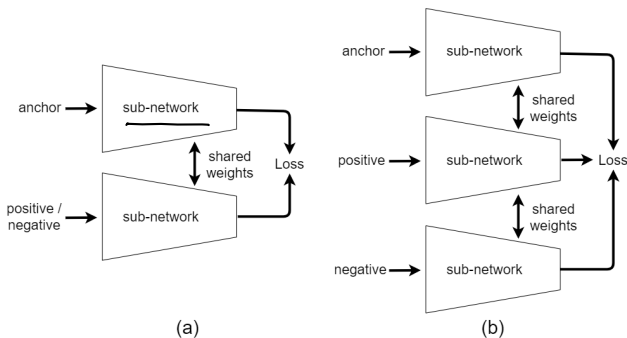 anchor
sub-network
shared
weights
Loss
positive /
negative
sub-network
(a)
anchor
sub-network
shared
weights
positive
sub-network
Loss
shared
weights
negative
sub-network
(b)